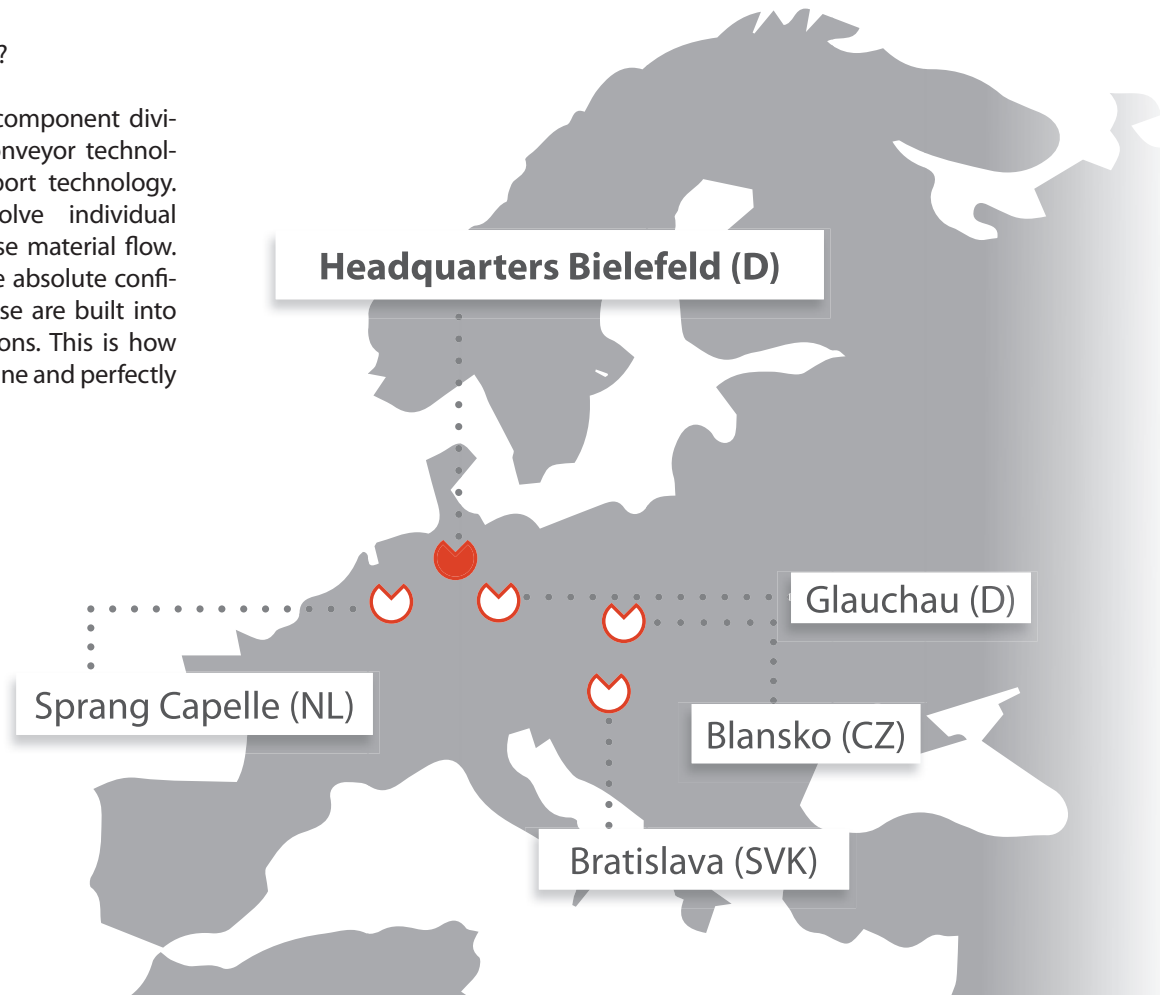 ?
component divi-
onveyor technol-
port technology.
olve individual
se material flow.
e absolute confi-
se are built into
ons. This is how
ne and perfectly
Headquarters Bielefeld (D)
Glauchau (D)
Sprang Capelle (NL)
Blansko (CZ)
Bratislava (SVK)